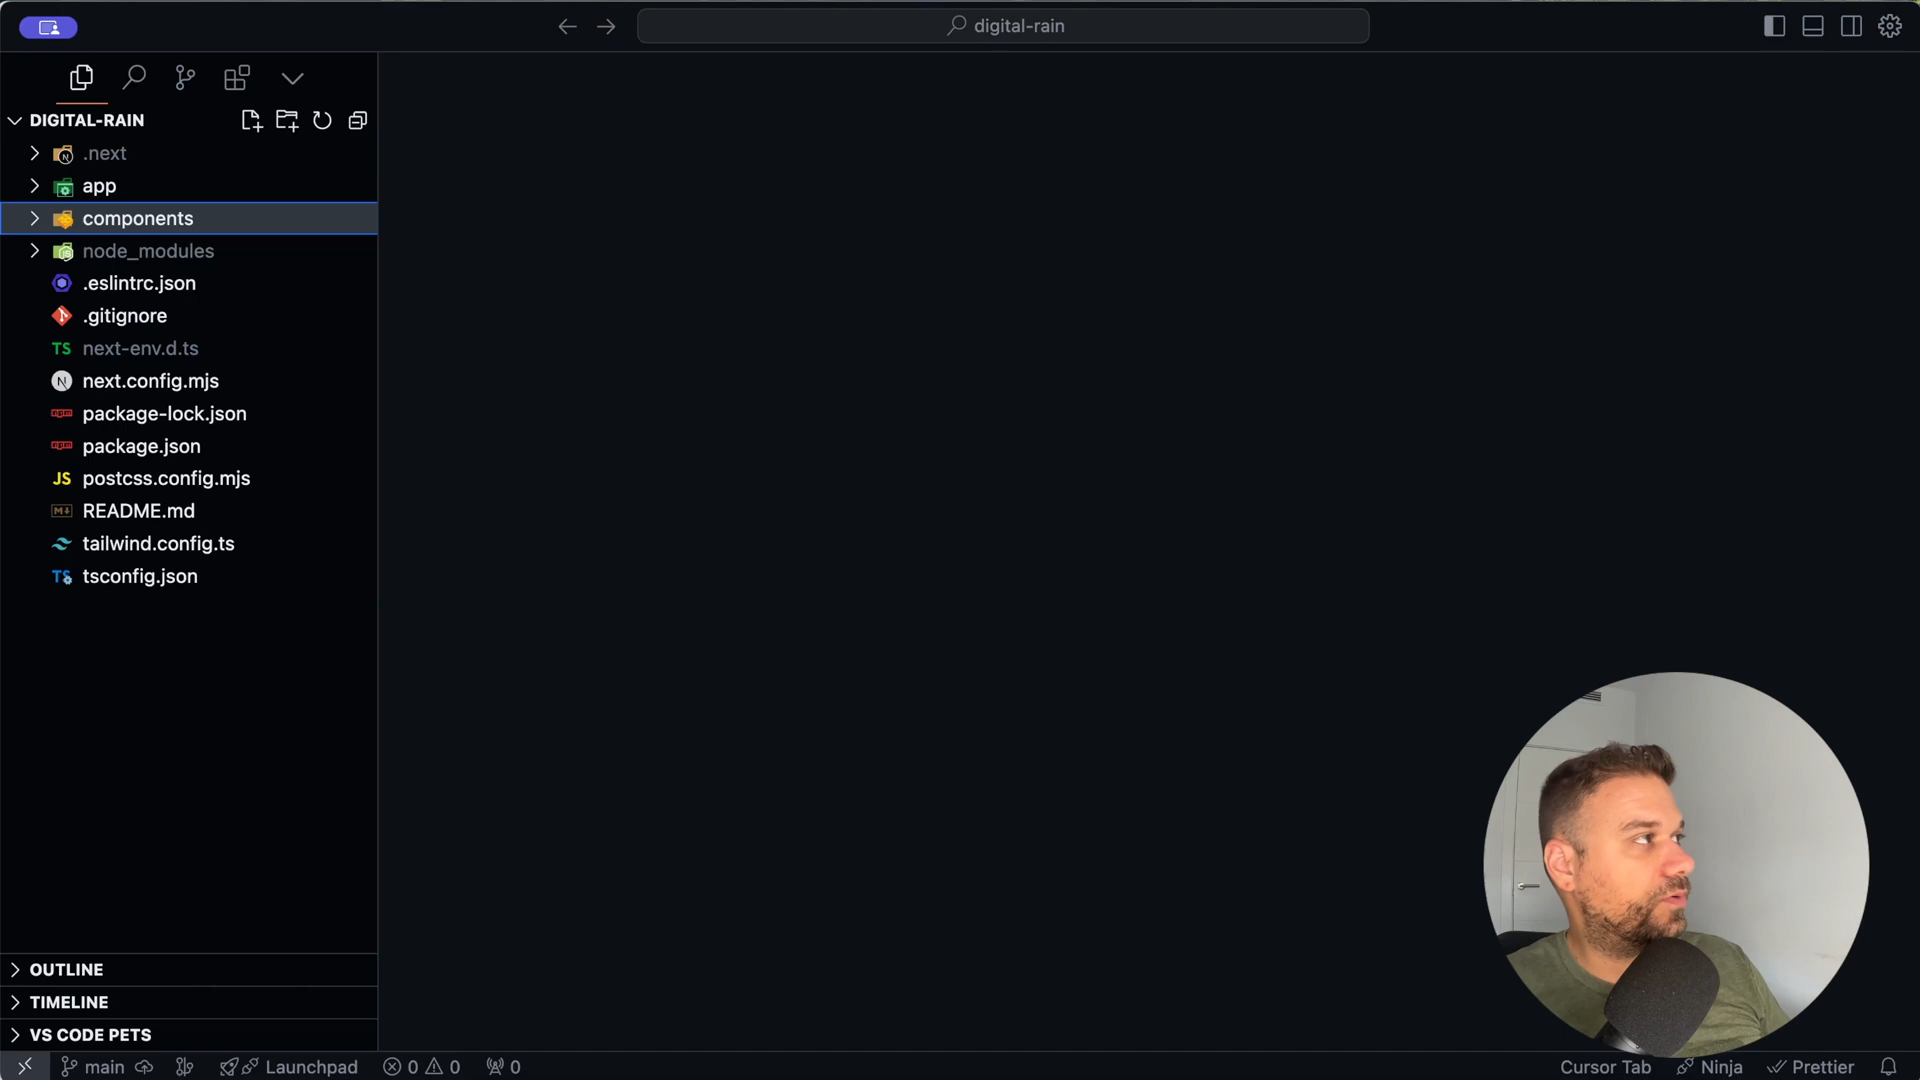 digital-rain
DIGITAL-RAIN
.next
app
components
node_modules
.eslintrc.json
.gitignore
TS next-env.d.ts
N next.config.mjs
package-lock.json
package.json
JS postcss.config.mjs
M README.md
tailwind.config.ts
TS tsconfig.json
OUTLINE
TIMELINE
VS CODE PETS
main Launchpad 0 0 0 Cursor Tab Ninja Prettier